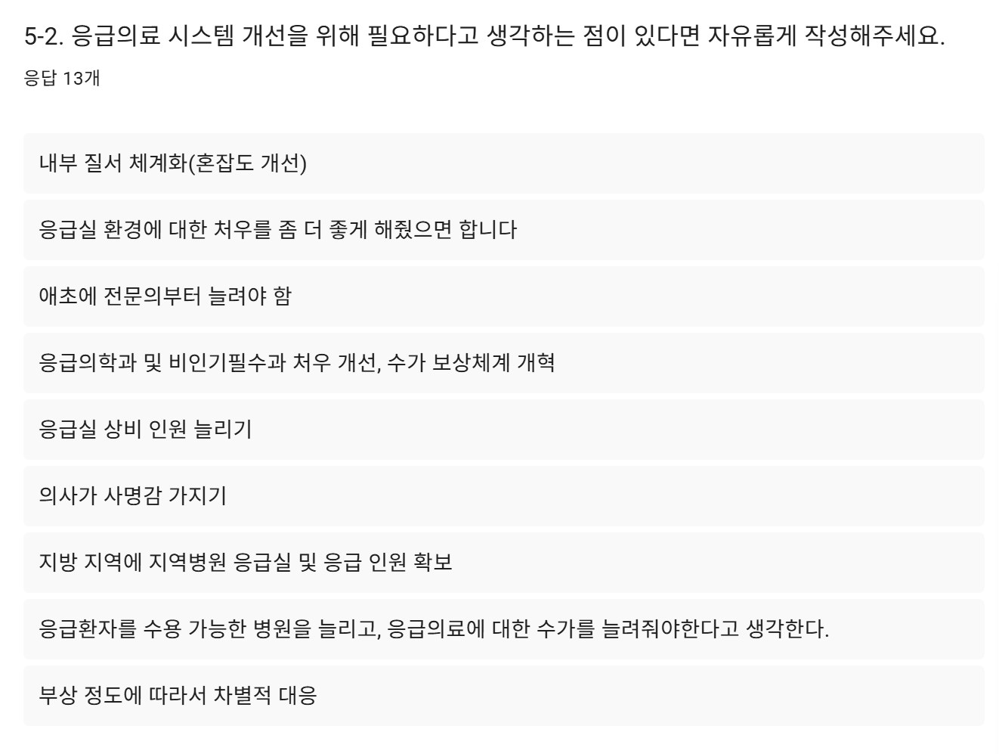 5-2. 응급의료 시스템 개선을 위해 필요하다고 생각하는 점이 있다면 자유롭게 작성해주세요.
응답 13개
내부 질서 체계화(혼잡도 개선)
응급실 환경에 대한 처우를 좀 더 좋게 해줬으면 합니다
애초에 전문의부터 늘려야 함
응급의학과 및 비인기필수과 처우 개선, 수가 보상체계 개혁
응급실 상비 인원 늘리기
의사가 사명감 가지기
지방 지역에 지역병원 응급실 및 응급 인원 확보
응급환자를 수용 가능한 병원을 늘리고, 응급의료에 대한 수가를 늘려줘야한다고 생각한다.
부상 정도에 따라서 차별적 대응